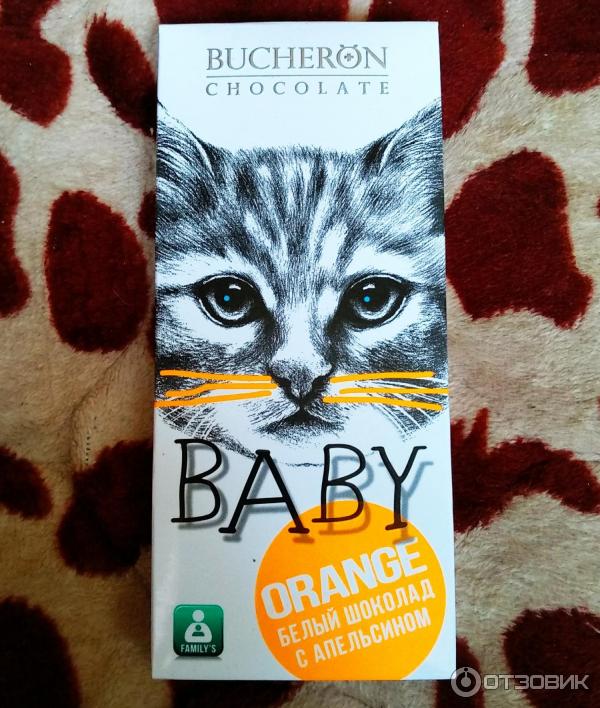 BUCHERON
CHOCOLATE
BABY
ORANGE
БЕЛЫЙ ШОКОЛАД
С АПЕЛЬСИНОМ
FAMILY'S
ОТЗОВИК